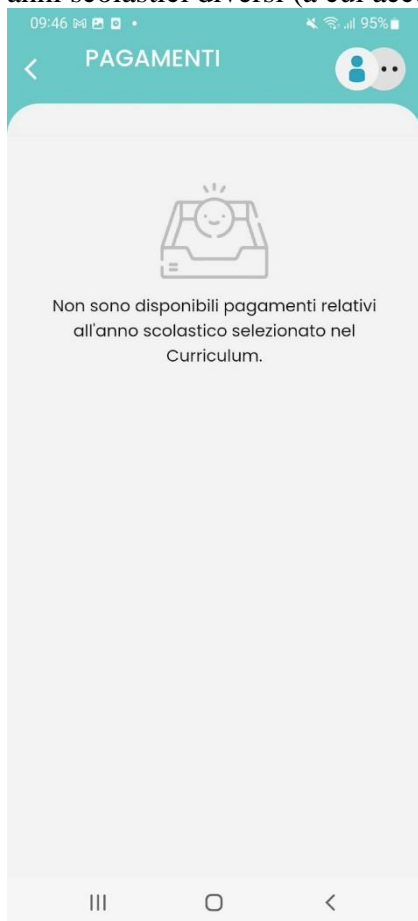 anni scolastici diversi (a cui acc
09:46 95%
PAGAMENTI
Non sono disponibili pagamenti relativi
all'anno scolastico selezionato nel
Curriculum.